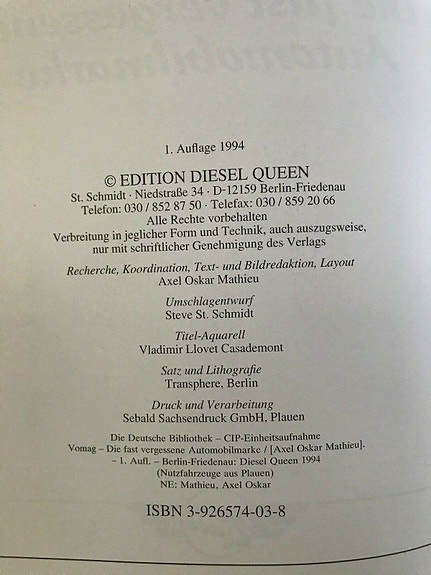 1. Auflage 1994
© EDITION DIESEL QUEEN
St. Schmidt · Niedstraße 34 · D-12159 Berlin-Friedenau
Telefon: 030 / 852 87 50 · Telefax: 030 / 859 20 66
Alle Rechte vorbehalten
Verbreitung in jeglicher Form und Technik, auch auszugsweise,
nur mit schriftlicher Genehmigung des Verlags
Recherche, Koordination, Text- und Bildredaktion, Layout
Axel Oskar Mathieu
Umschlagentwurf
Steve St. Schmidt
Titel-Aquarell
Vladimir Llovet Casademont
Satz und Lithografie
Transphere, Berlin
Druck und Verarbeitung
Sebald Sachsendruck GmbH, Plauen
Die Deutsche Bibliothek – CIP-Einheitsaufnahme
Vomag – Die fast vergessene Automobilmarke / [Axel Oskar Mathieu].
– 1. Aufl. – Berlin-Friedenau: Diesel Queen 1994
(Nutzfahrzeuge aus Plauen)
NE: Mathieu, Axel Oskar
ISBN 3-926574-03-8